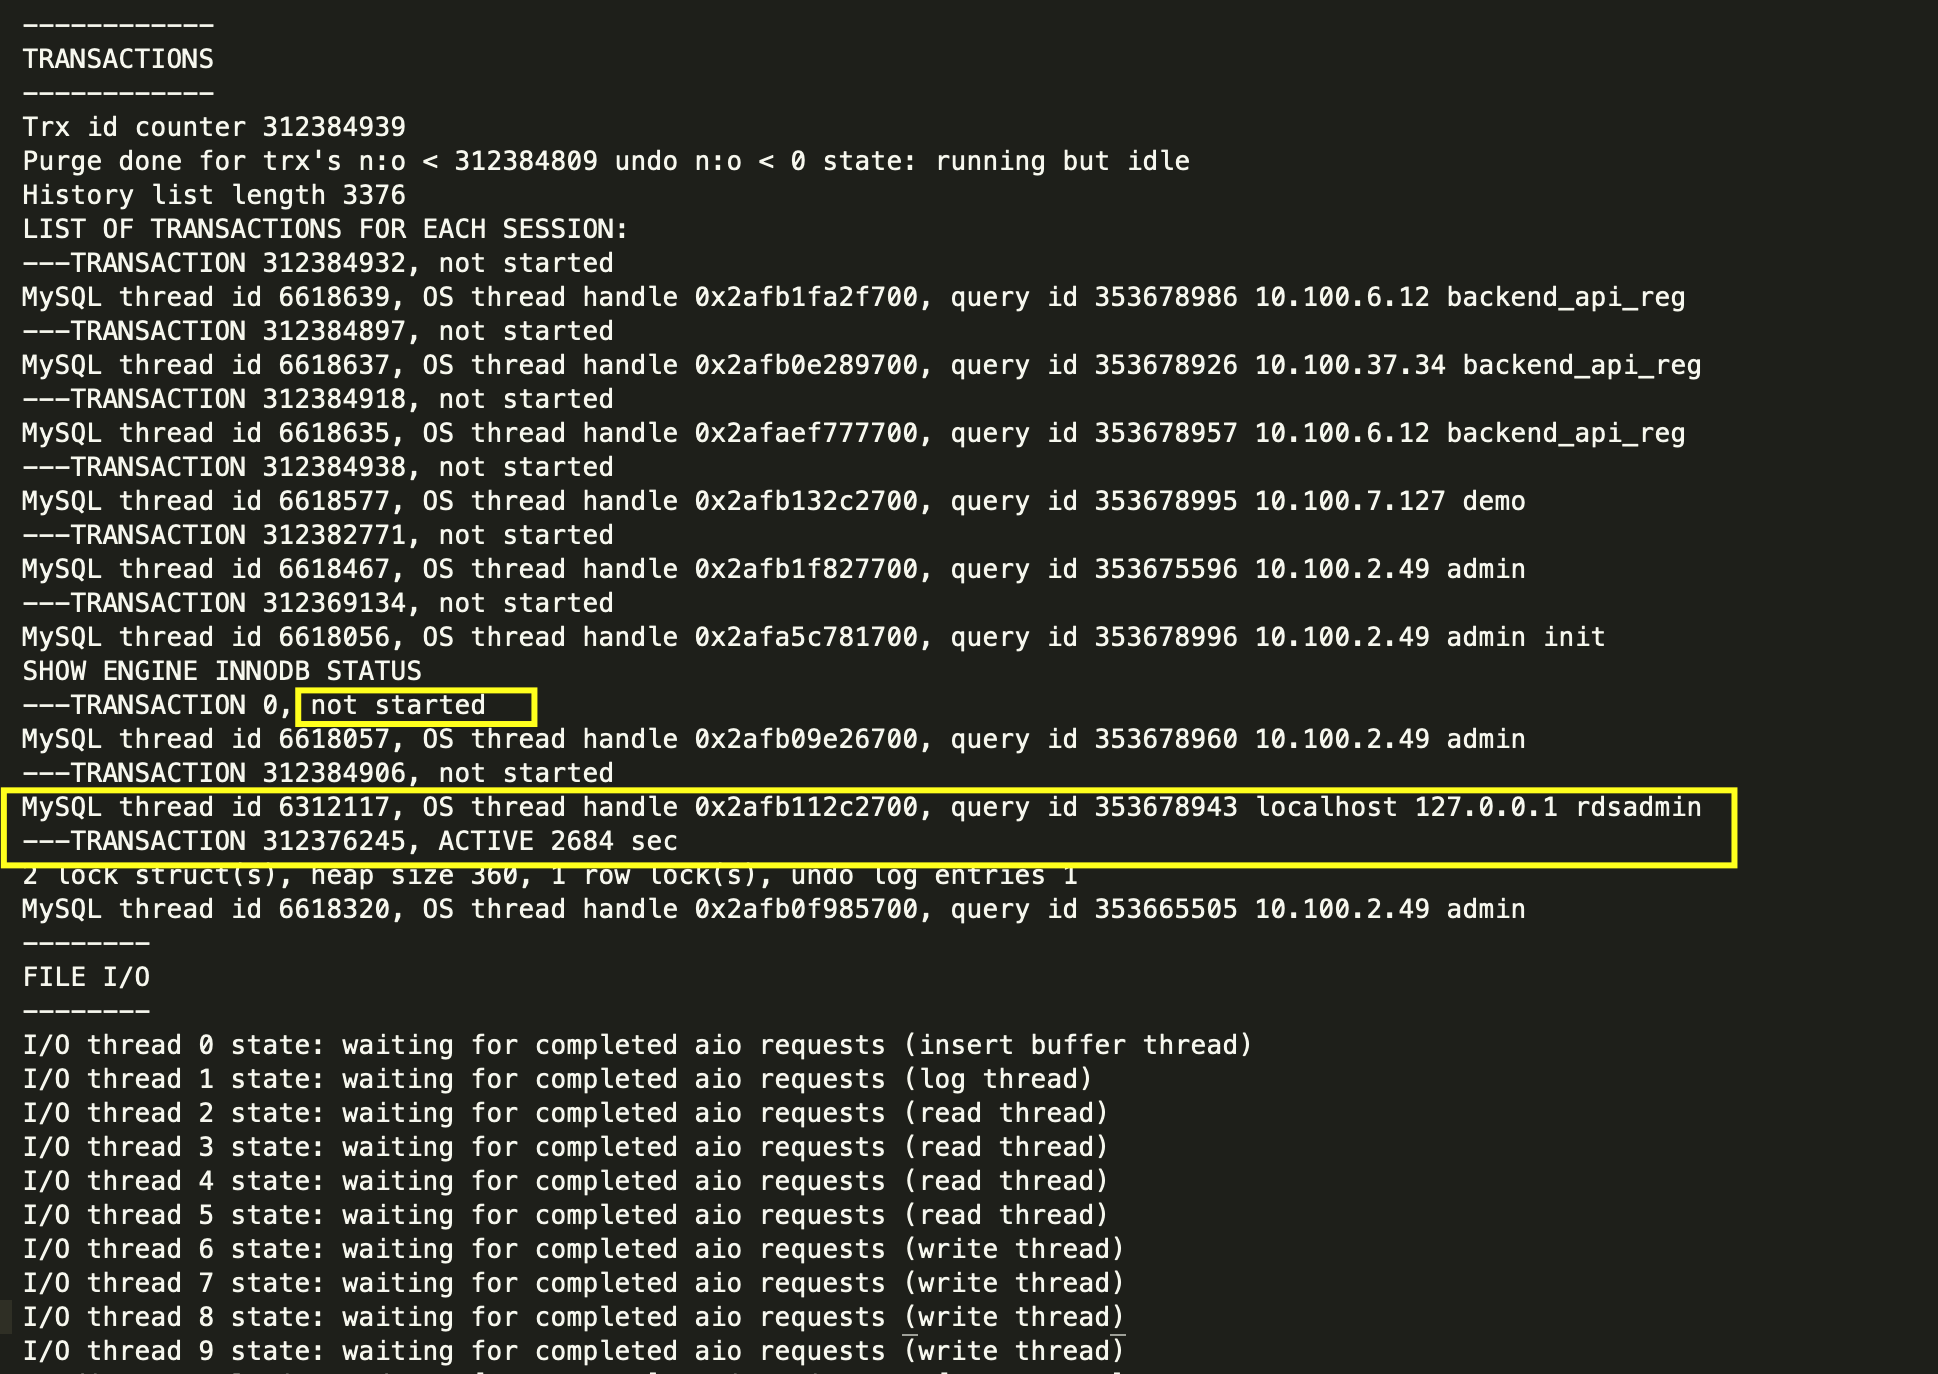 ------------
TRANSACTIONS
------------
Trx id counter 312384939
Purge done for trx's n:o < 312384809 undo n:o < 0 state: running but idle
History list length 3376
LIST OF TRANSACTIONS FOR EACH SESSION:
---TRANSACTION 312384932, not started
MySQL thread id 6618639, OS thread handle 0x2afb1fa2f700, query id 353678986 10.100.6.12 backend_api_reg
---TRANSACTION 312384897, not started
MySQL thread id 6618637, OS thread handle 0x2afb0e289700, query id 353678926 10.100.37.34 backend_api_reg
---TRANSACTION 312384918, not started
MySQL thread id 6618635, OS thread handle 0x2afaef777700, query id 353678957 10.100.6.12 backend_api_reg
---TRANSACTION 312384938, not started
MySQL thread id 6618577, OS thread handle 0x2afb132c2700, query id 353678995 10.100.7.127 demo
---TRANSACTION 312382771, not started
MySQL thread id 6618467, OS thread handle 0x2afb1f827700, query id 353675596 10.100.2.49 admin
---TRANSACTION 312369134, not started
MySQL thread id 6618056, OS thread handle 0x2afa5c781700, query id 353678996 10.100.2.49 admin init
SHOW ENGINE INNODB STATUS
---TRANSACTION 0, not started
MySQL thread id 6618057, OS thread handle 0x2afb09e26700, query id 353678960 10.100.2.49 admin
---TRANSACTION 312384906, not started
MySQL thread id 6312117, OS thread handle 0x2afb112c2700, query id 353678943 localhost 127.0.0.1 rdsadmin
---TRANSACTION 312376245, ACTIVE 2684 sec
2 lock struct(s), heap size 360, 1 row lock(s), undo log entries 1
MySQL thread id 6618320, OS thread handle 0x2afb0f985700, query id 353665505 10.100.2.49 admin
--------
FILE I/O
--------
I/O thread 0 state: waiting for completed aio requests (insert buffer thread)
I/O thread 1 state: waiting for completed aio requests (log thread)
I/O thread 2 state: waiting for completed aio requests (read thread)
I/O thread 3 state: waiting for completed aio requests (read thread)
I/O thread 4 state: waiting for completed aio requests (read thread)
I/O thread 5 state: waiting for completed aio requests (read thread)
I/O thread 6 state: waiting for completed aio requests (write thread)
I/O thread 7 state: waiting for completed aio requests (write thread)
I/O thread 8 state: waiting for completed aio requests (write thread)
I/O thread 9 state: waiting for completed aio requests (write thread)